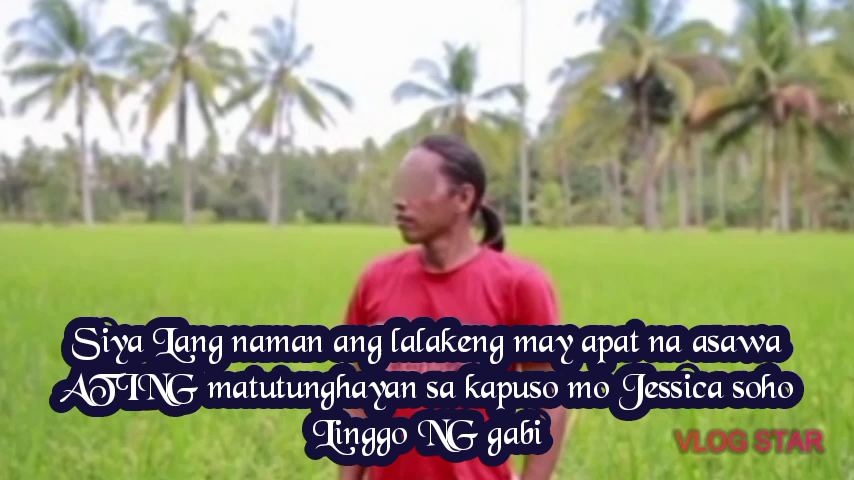 Siya Lang naman ang lalakeng may apat na asawa
ATING matutunghayan sa kapuso mo Jessica soho
Linggo NG gabi
VLOG STAR